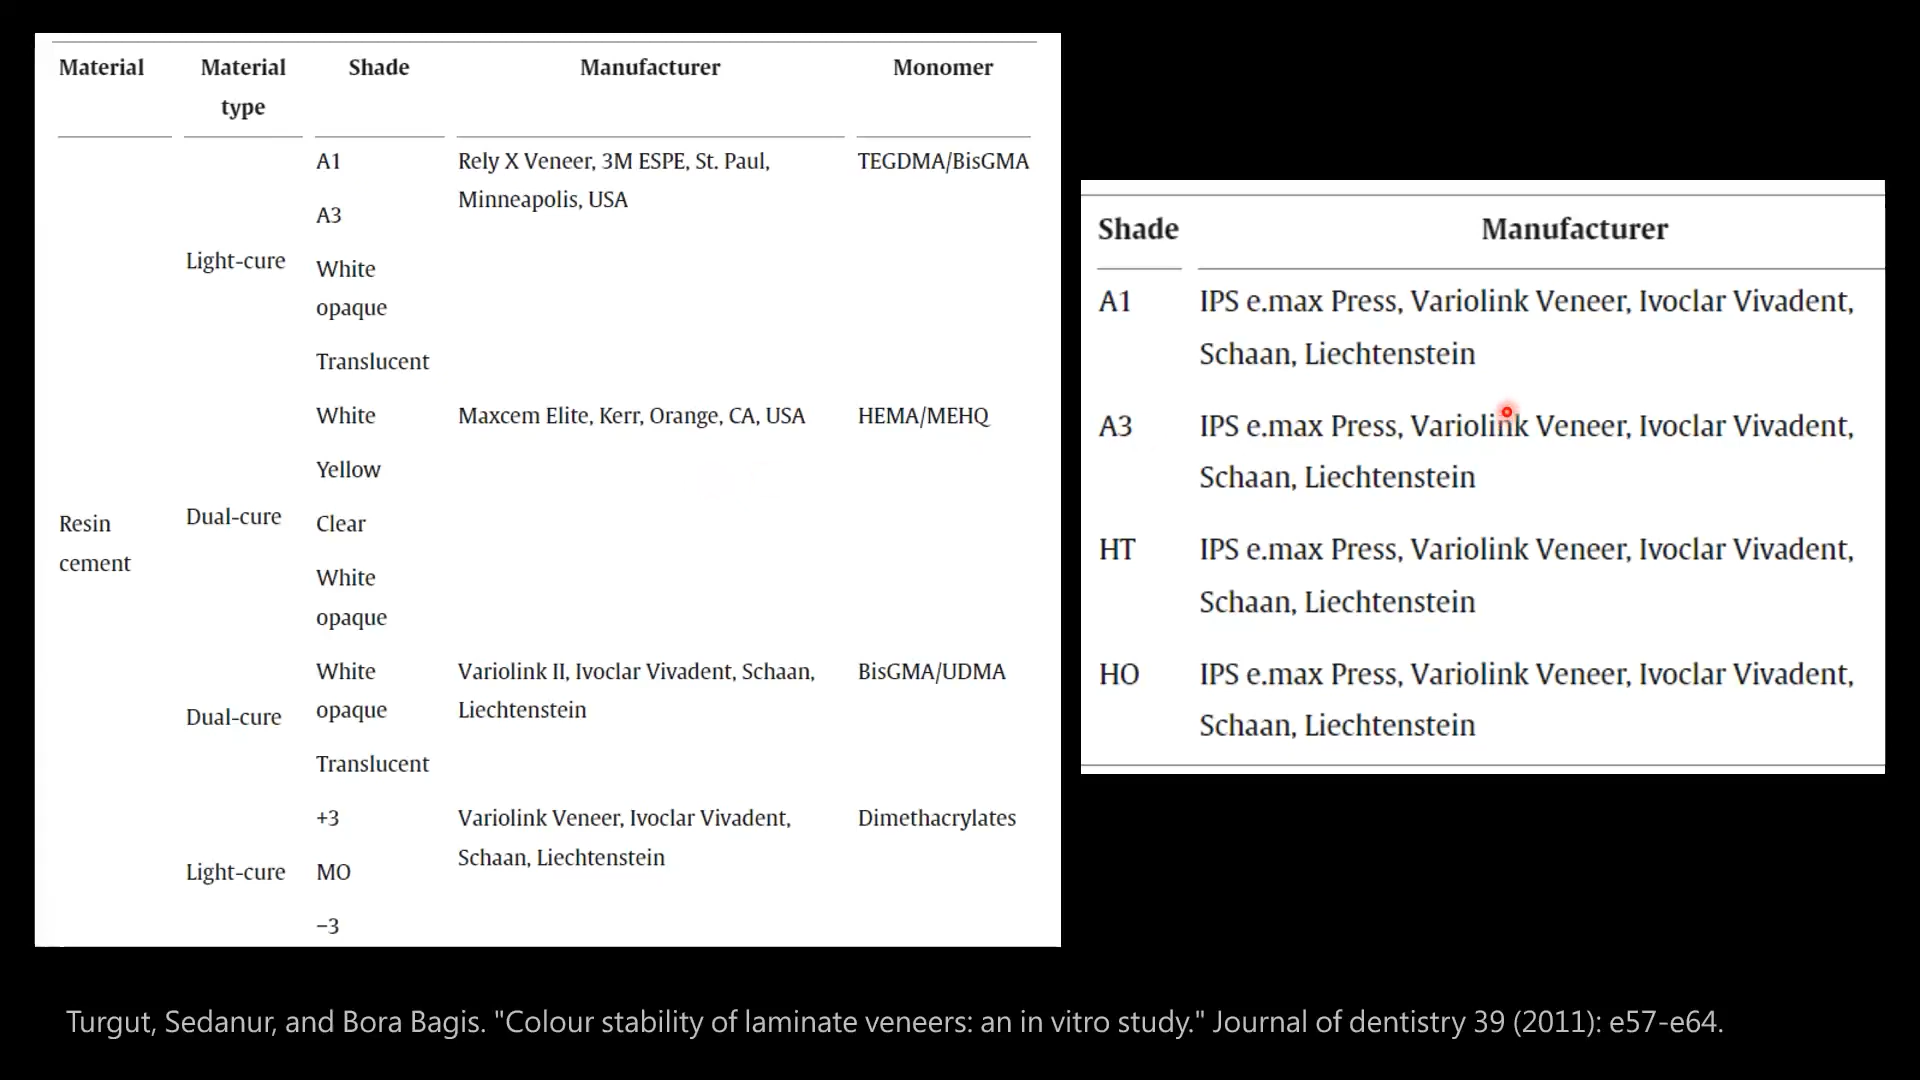 Material Material type Shade Manufacturer Monomer
Resin cement
Light-cure
A1 Rely X Veneer, 3M ESPE, St. Paul, TEGDMA/BisGMA
Minneapolis, USA
A3
White
opaque
Translucent
Dual-cure
White Maxcem Elite, Kerr, Orange, CA, USA HEMA/MEHQ
Yellow
Clear
White
opaque
Dual-cure
White Variolink II, Ivoclar Vivadent, Schaan, BisGMA/UDMA
opaque Liechtenstein
Translucent
Light-cure
+3 Variolink Veneer, Ivoclar Vivadent, Dimethacrylates
Schaan, Liechtenstein
MO
−3
Shade Manufacturer
A1 IPS e.max Press, Variolink Veneer, Ivoclar Vivadent,
Schaan, Liechtenstein
A3 IPS e.max Press, Variolink Veneer, Ivoclar Vivadent,
Schaan, Liechtenstein
HT IPS e.max Press, Variolink Veneer, Ivoclar Vivadent,
Schaan, Liechtenstein
HO IPS e.max Press, Variolink Veneer, Ivoclar Vivadent,
Schaan, Liechtenstein
Turgut, Sedanur, and Bora Bagis. "Colour stability of laminate veneers: an in vitro study." Journal of dentistry 39 (2011): e57-e64.